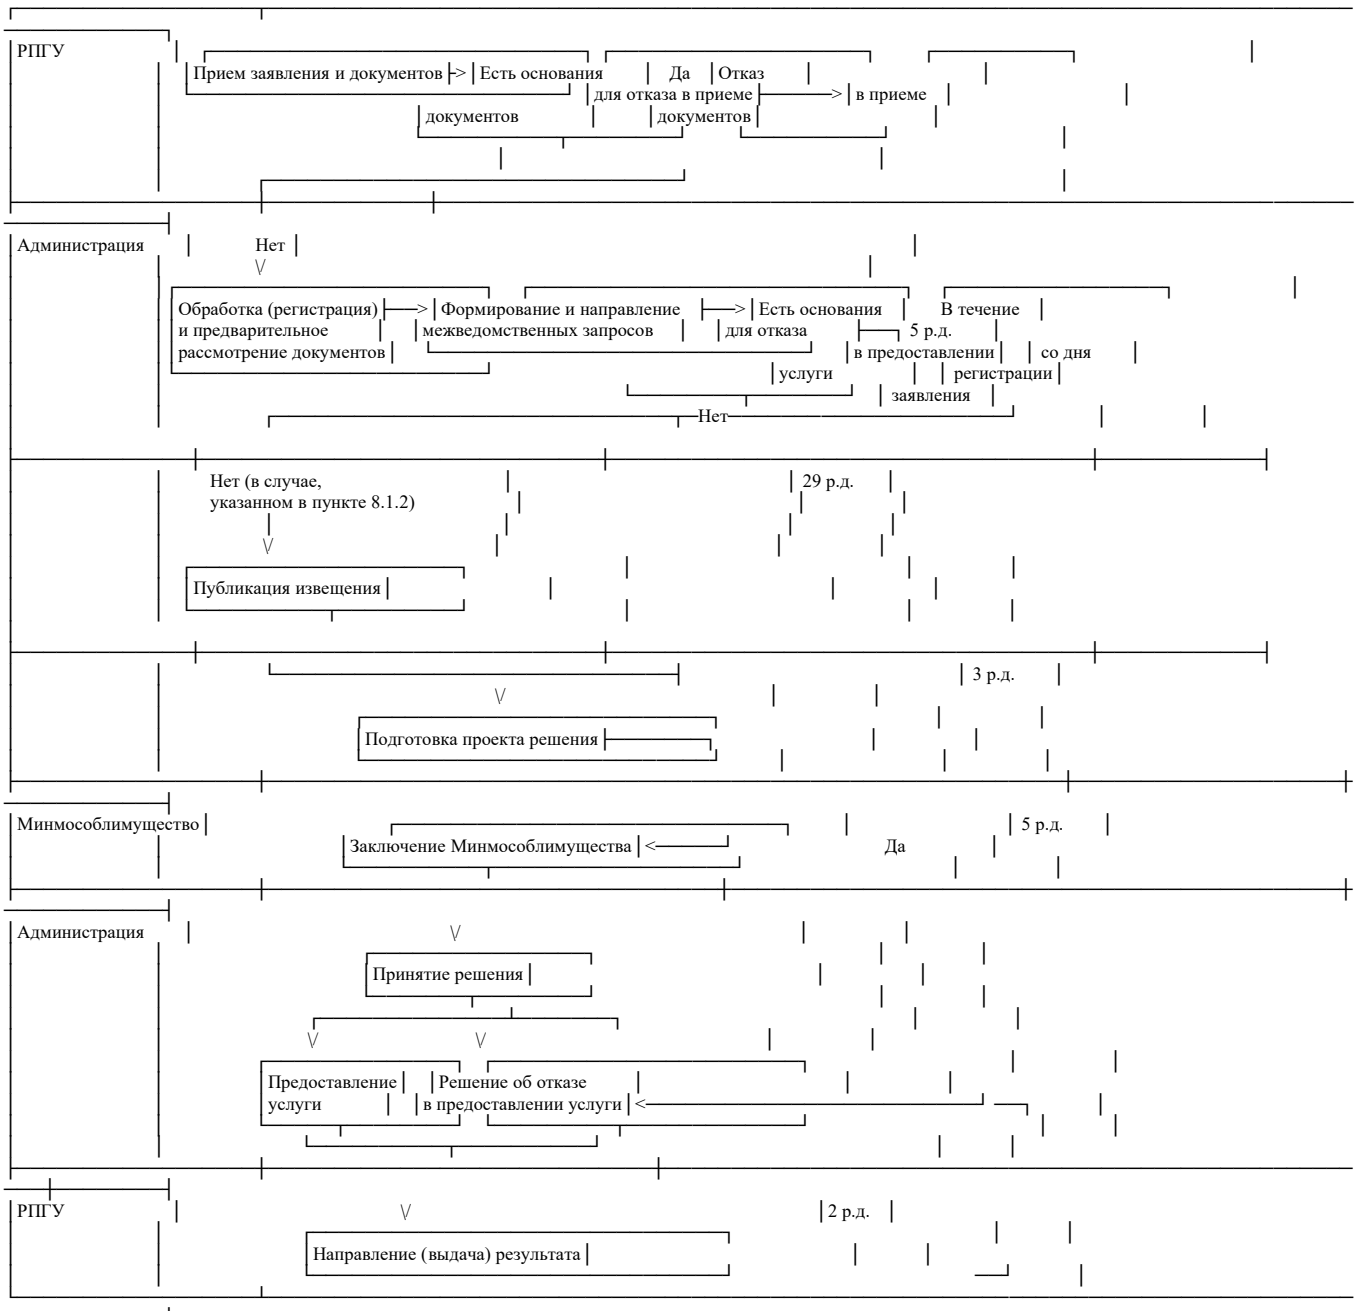 РПГУ
Прием заявления и документов > Есть основания Да Отказ
для отказа в приеме > в приеме
документов документов
Администрация Нет
\/
Обработка (регистрация) > Формирование и направление > Есть основания В течение
и предварительное межведомственных запросов для отказа 5 р.д.
рассмотрение документов в предоставлении со дня
услуги регистрации
заявления
Нет
Нет (в случае, 29 р.д.
указанном в пункте 8.1.2)
\/
Публикация извещения
3 р.д.
\/
Подготовка проекта решения
Минмособлимущество 5 р.д.
Заключение Минмособлимущества < Да
Администрация \/
Принятие решения
\/ \/
Предоставление Решение об отказе
услуги в предоставлении услуги <
РПГУ \/ 2 р.д.
Направление (выдача) результата